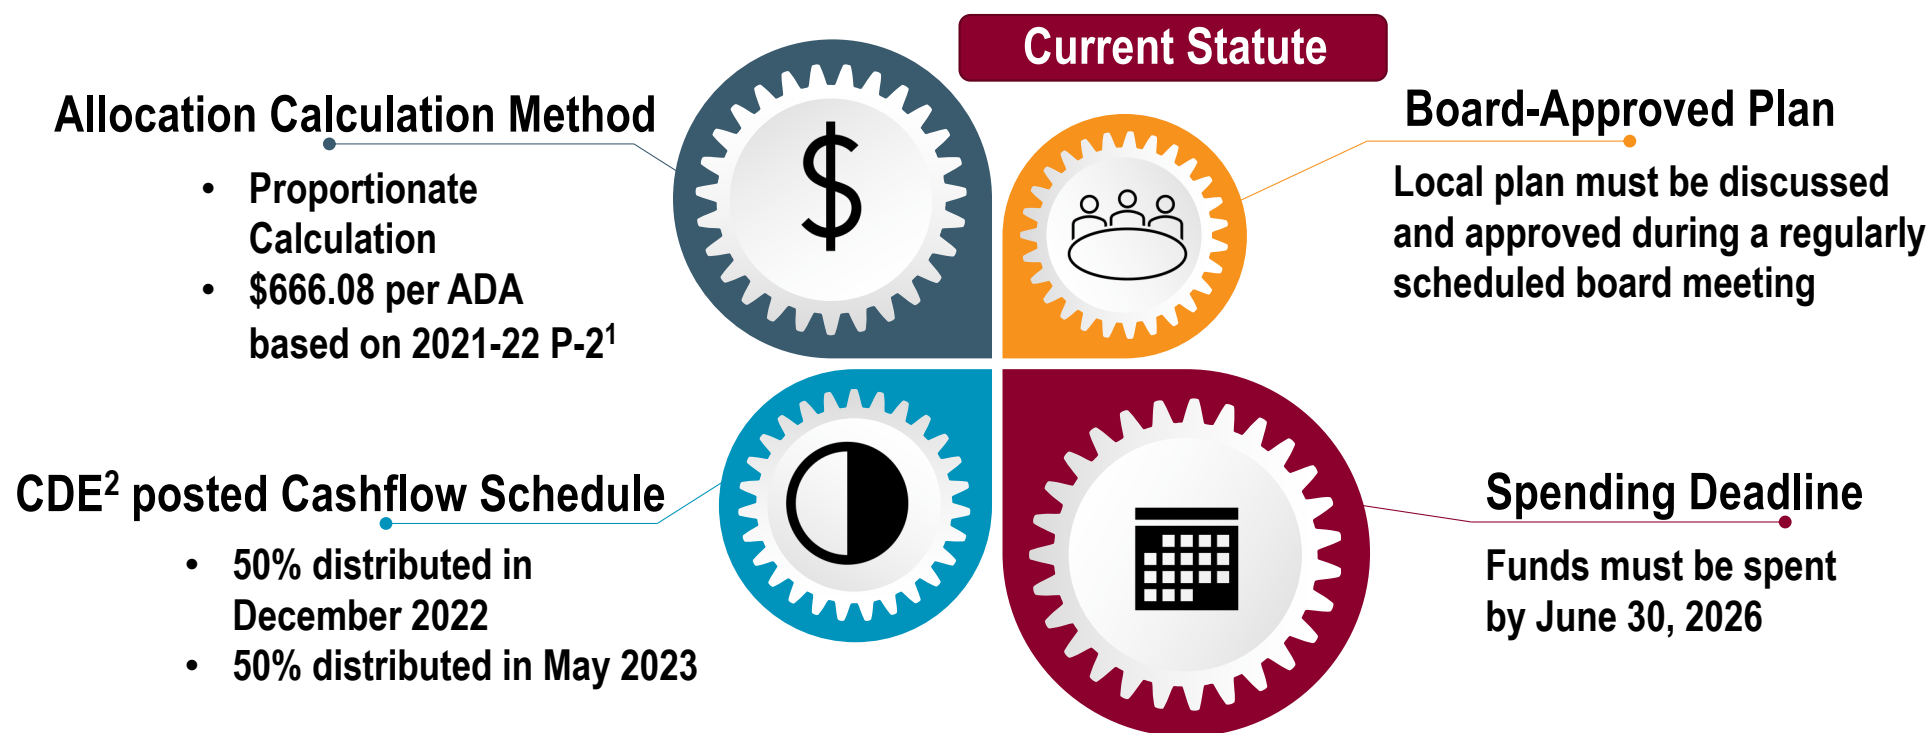 Current Statute
Allocation Calculation Method
• Proportionate
Calculation
• $666.08 per ADA
based on 2021-22 P-2¹
Board-Approved Plan
Local plan must be discussed
and approved during a regularly
scheduled board meeting
CDE² posted Cashflow Schedule
• 50% distributed in
December 2022
• 50% distributed in May 2023
Spending Deadline
Funds must be spent
by June 30, 2026